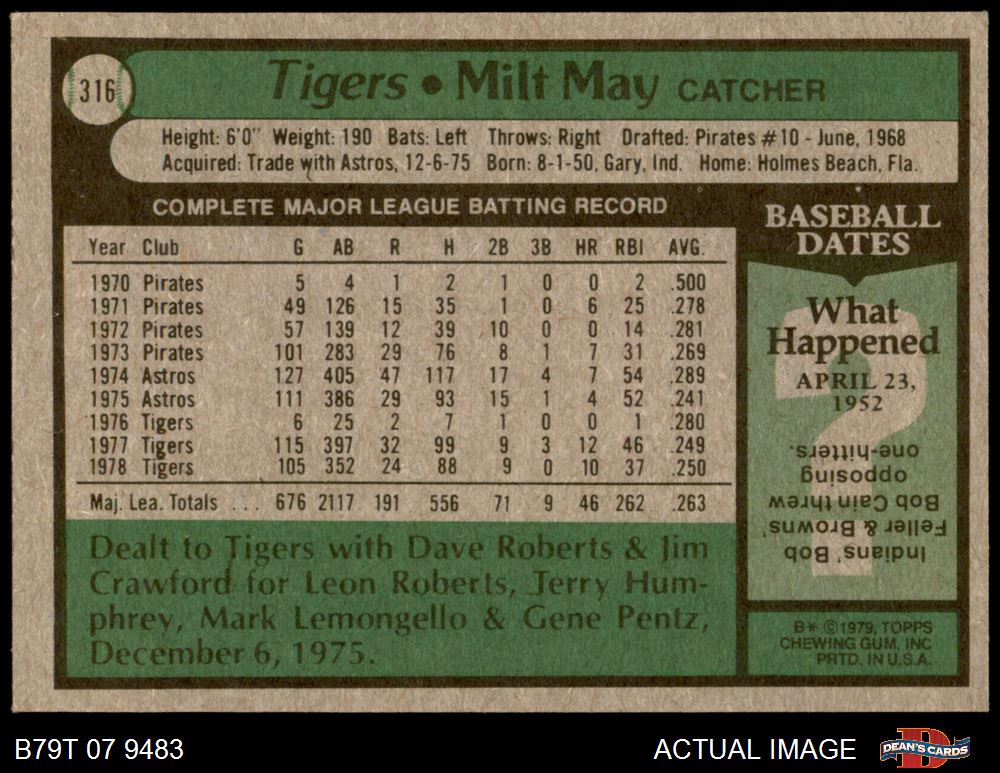 316
Tigers • Milt May CATCHER
Height: 6'0" Weight: 190 Bats: Left Throws: Right Drafted: Pirates #10 - June, 1968
Acquired: Trade with Astros, 12-6-75 Born: 8-1-50, Gary, Ind. Home: Holmes Beach, Fla.
COMPLETE MAJOR LEAGUE BATTING RECORD
Year Club G AB R H 2B 3B HR RBI AVG.
1970 Pirates 5 4 1 2 1 0 0 2 .500
1971 Pirates 49 126 15 35 1 0 6 25 .278
1972 Pirates 57 139 12 39 10 0 0 14 .281
1973 Pirates 101 283 29 76 8 1 7 31 .269
1974 Astros 127 405 47 117 17 4 7 54 .289
1975 Astros 111 386 29 93 15 1 4 52 .241
1976 Tigers 6 25 2 7 1 0 0 1 .280
1977 Tigers 115 397 32 99 9 3 12 46 .249
1978 Tigers 105 352 24 88 9 0 10 37 .250
Maj. Lea. Totals ... 676 2117 191 556 71 9 46 262 .263
Dealt to Tigers with Dave Roberts & Jim
Crawford for Leon Roberts, Jerry Hum-
phrey, Mark Lemongello & Gene Pentz,
December 6, 1975.
BASEBALL
DATES
What
Happened
APRIL 23,
1952
?
Indians' Bob
Feller & Browns'
Bob Cain threw
opposing
one-hitters.
B* ©1979, TOPPS
CHEWING GUM, INC
PRTD. IN U.S.A.
B79T 07 9483
ACTUAL IMAGE
DEAN'S CARDS